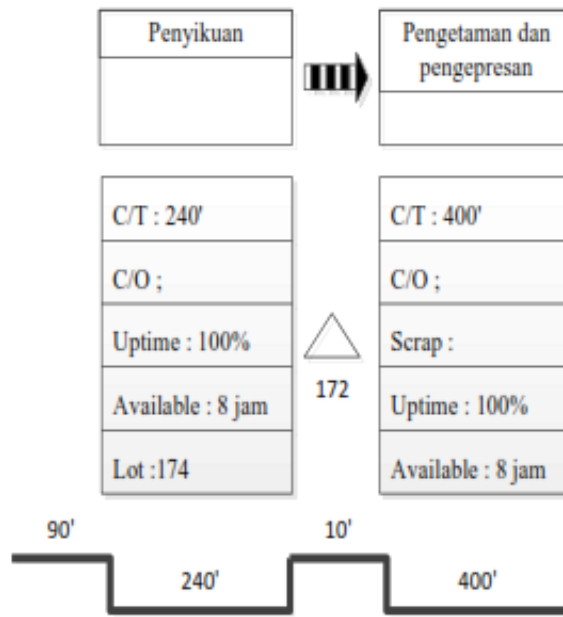 Penyikuan
Pengetaman dan
pengepresan
C/T : 240'
C/O ;
Uptime : 100%
Available : 8 jam
Lot :174
172
C/T : 400'
C/O ;
Scrap :
Uptime : 100%
Available : 8 jam
90'
240'
10'
400'